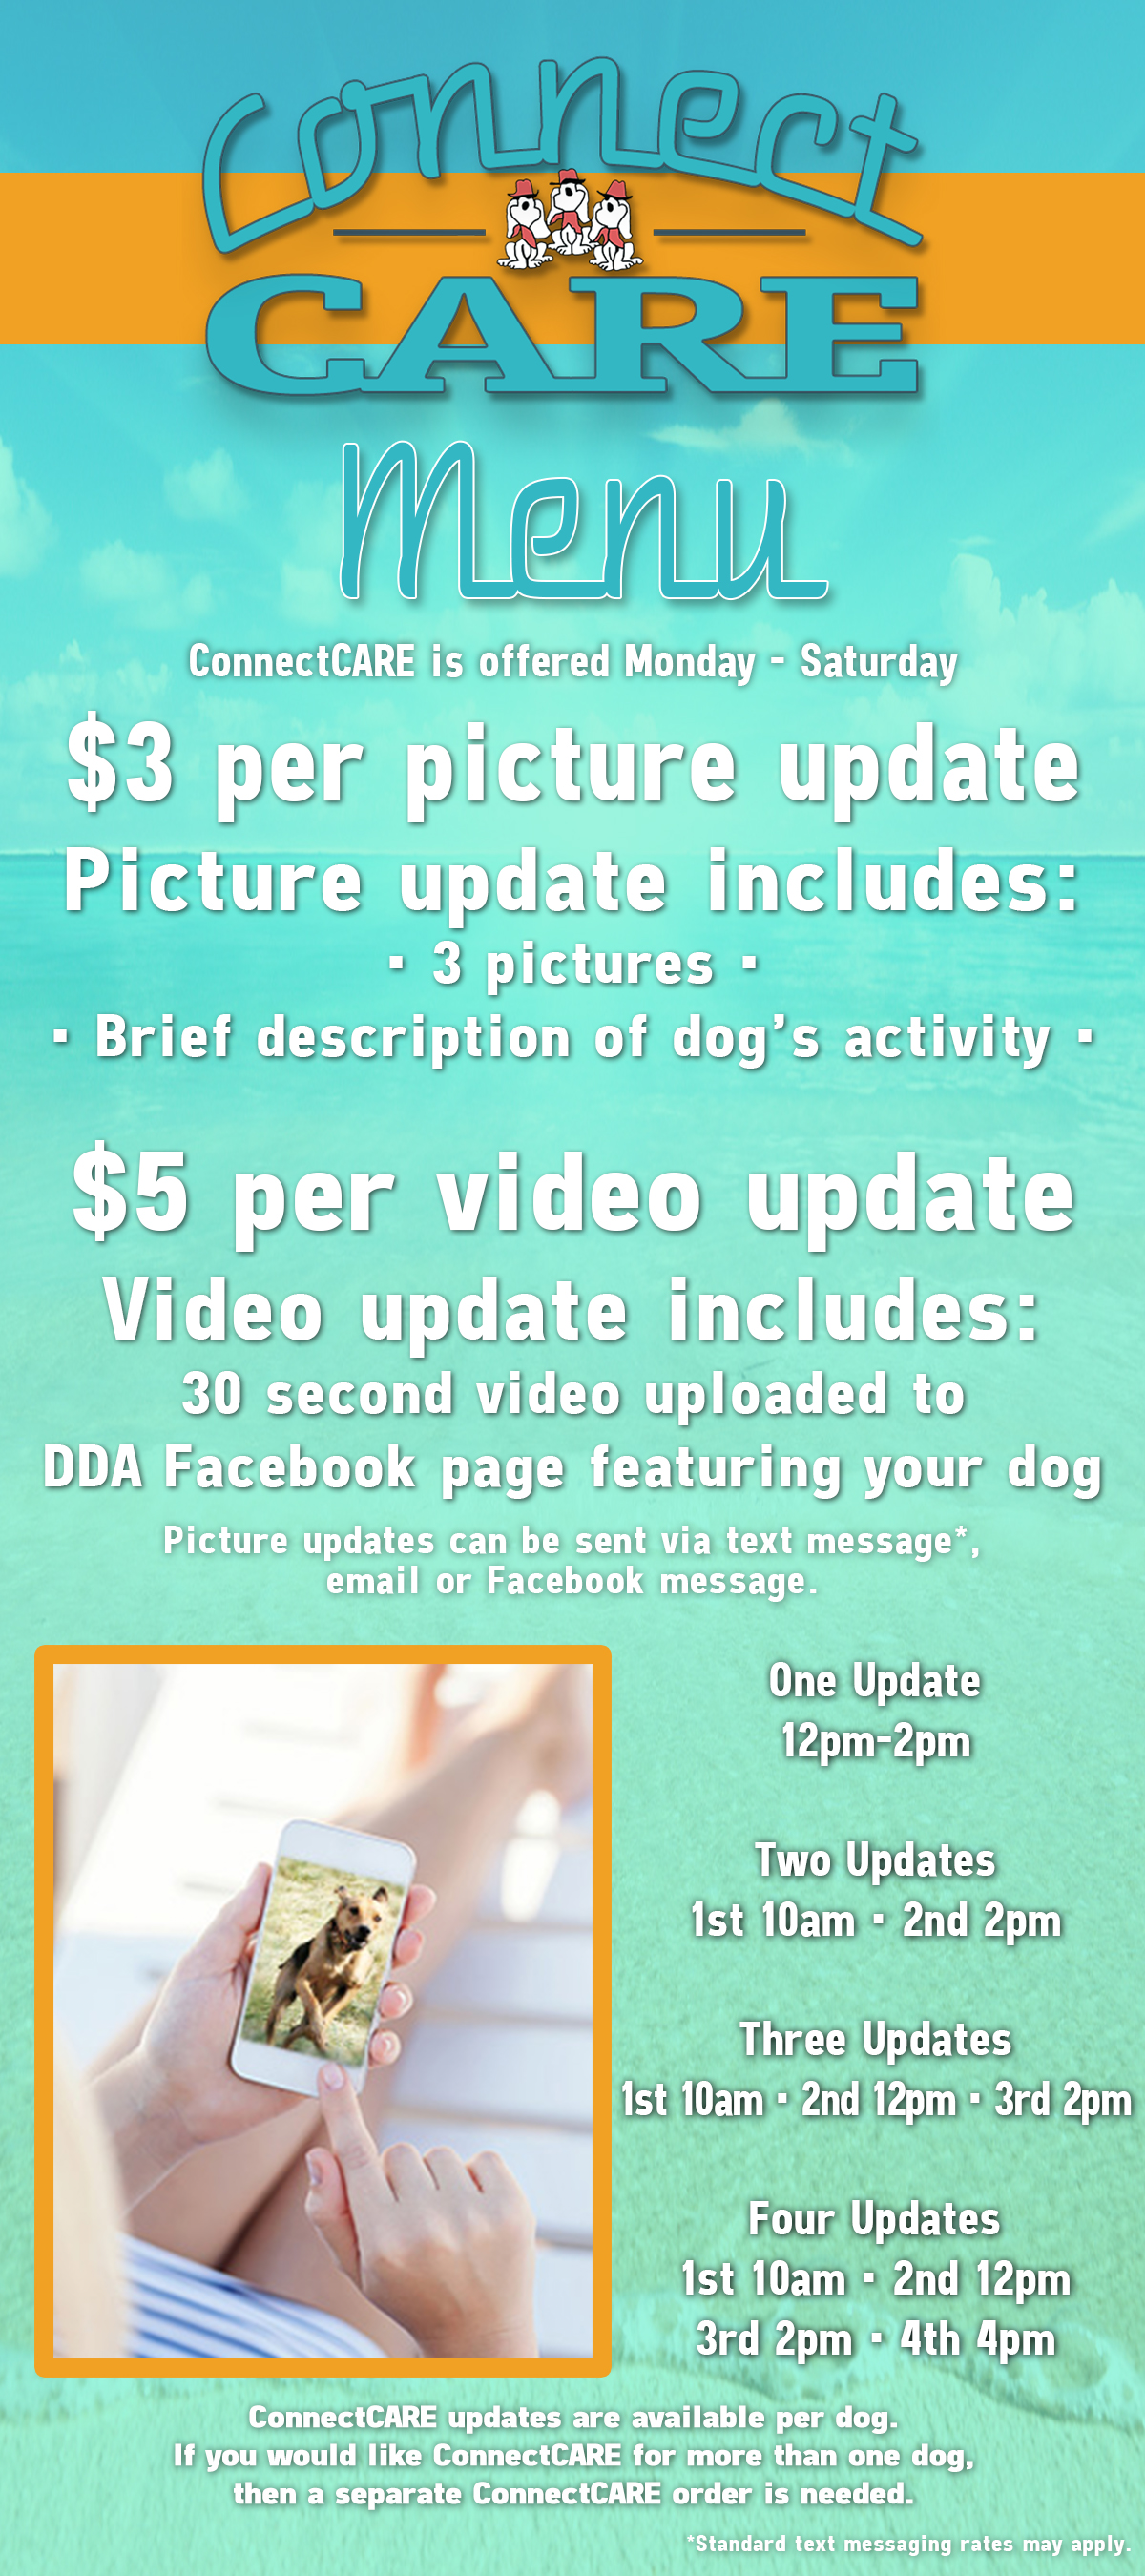 Connect
CARE
Menu
ConnectCARE is offered Monday - Saturday
$3 per picture update
Picture update includes:
· 3 pictures ·
· Brief description of dog's activity ·
$5 per video update
Video update includes:
30 second video uploaded to
DDA Facebook page featuring your dog
Picture updates can be sent via text message*,
email or Facebook message.
One Update
12pm-2pm
Two Updates
1st 10am · 2nd 2pm
Three Updates
1st 10am · 2nd 12pm · 3rd 2pm
Four Updates
1st 10am · 2nd 12pm
3rd 2pm · 4th 4pm
ConnectCARE updates are available per dog.
If you would like ConnectCARE for more than one dog,
then a separate ConnectCARE order is needed.
*Standard text messaging rates may apply.